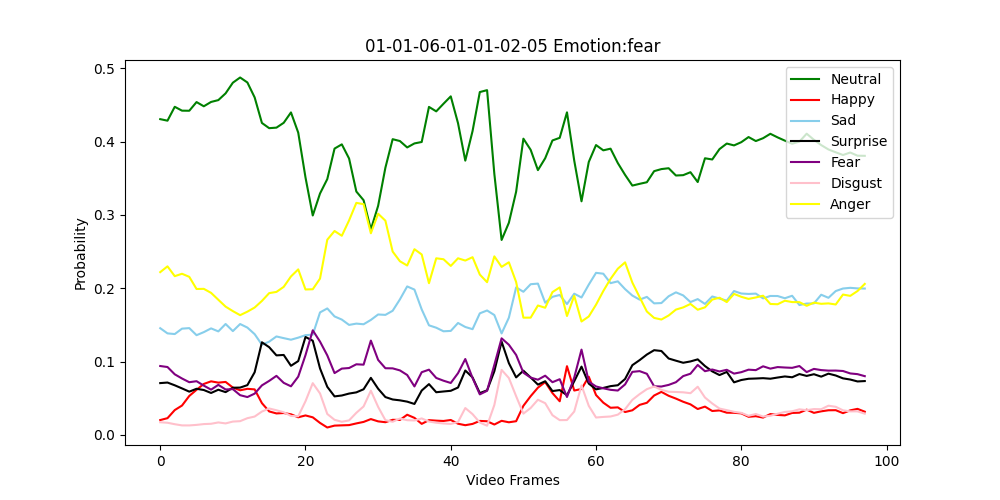 01-01-06-01-01-02-05 Emotion:fear
Probability
0.5
0.4
0.3
0.2
0.1
0.0
0
20
40
60
80
100
Video Frames
Neutral
Happy
Sad
Surprise
Fear
Disgust
Anger